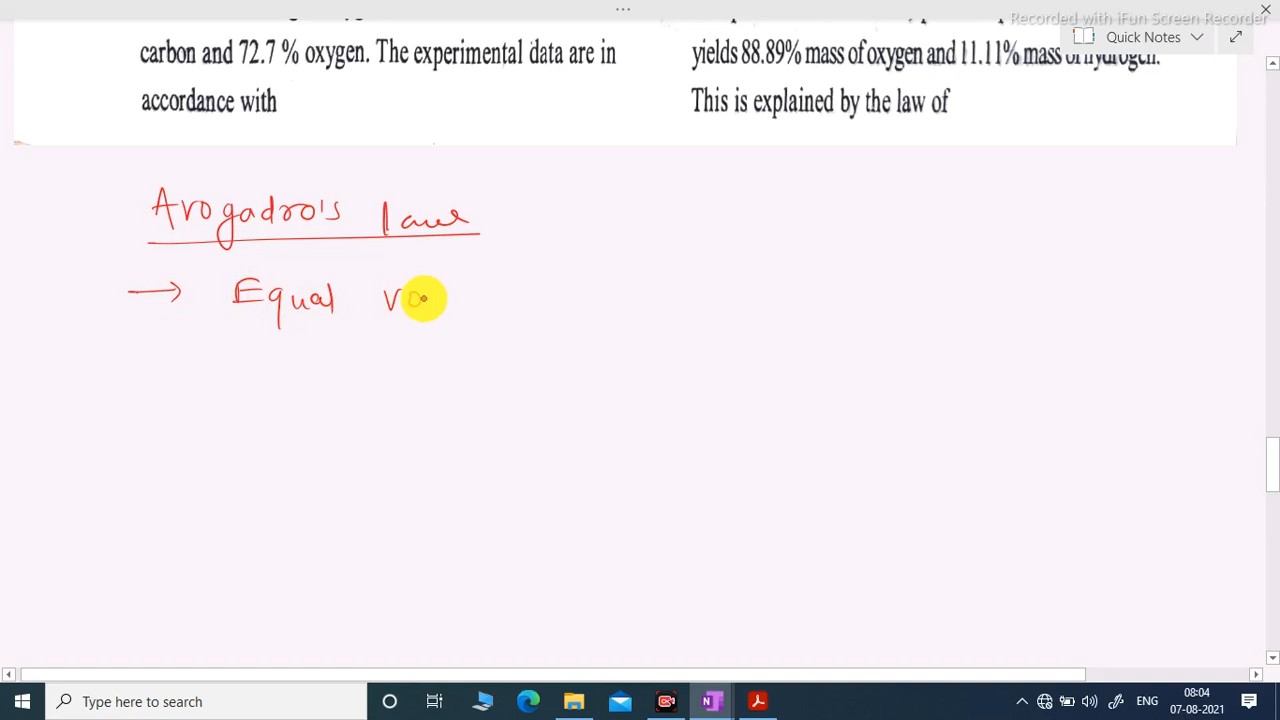 Recorded with iFun Screen Recorder
Quick Notes
carbon and 72.7 % oxygen. The experimental data are in
accordance with
yields 88.89% mass of oxygen and 11.11% mass of hydrogen.
This is explained by the law of
Avogadro's law
→ Equal vo
Type here to search
ENG
08:04
07-08-2021